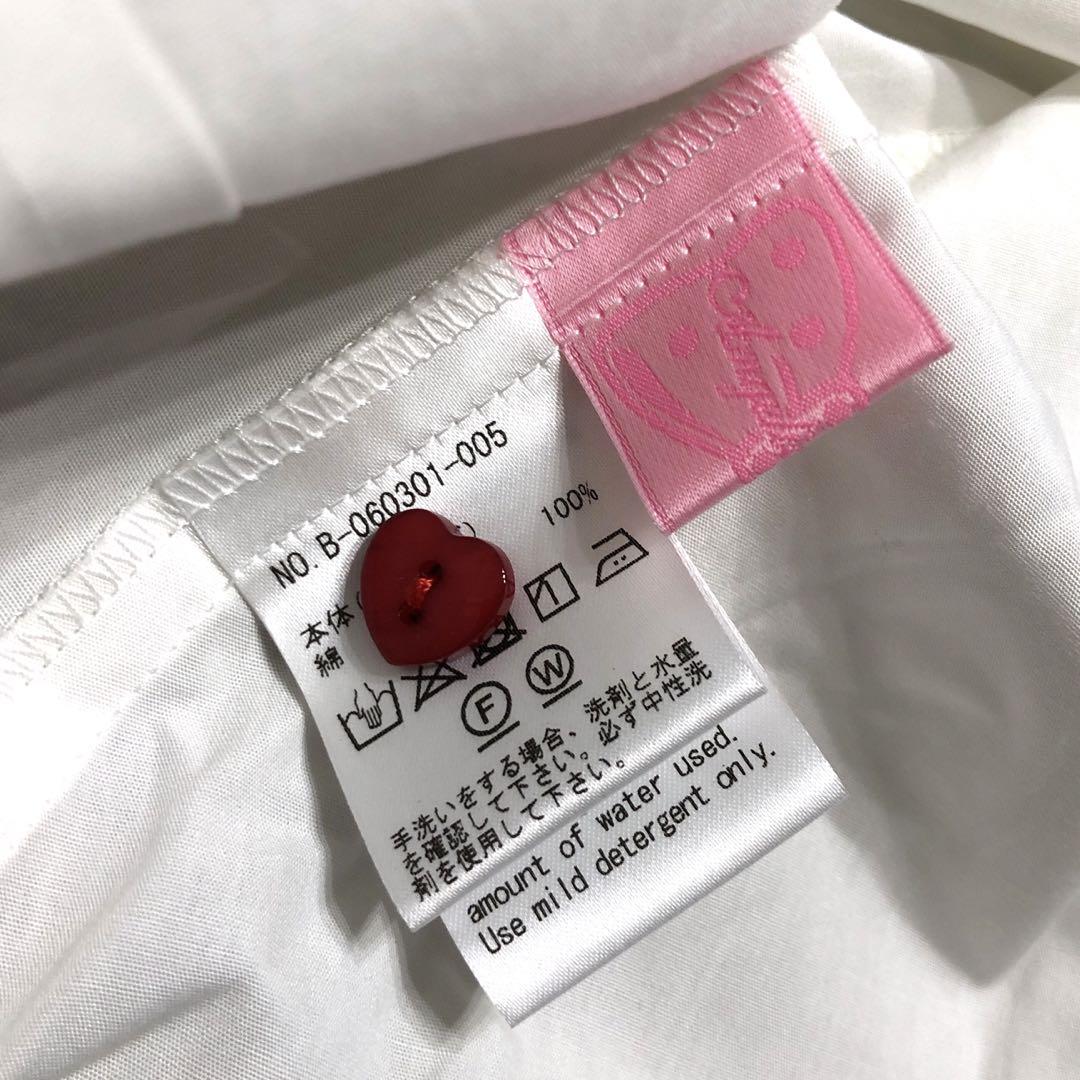 NO. B-060301-005
本体
綿 100%
F W
手洗いをする場合、洗剤と水量
を確認して下さい。必ず中性洗
剤を使用して下さい。
amount of water used.
Use mild detergent only.